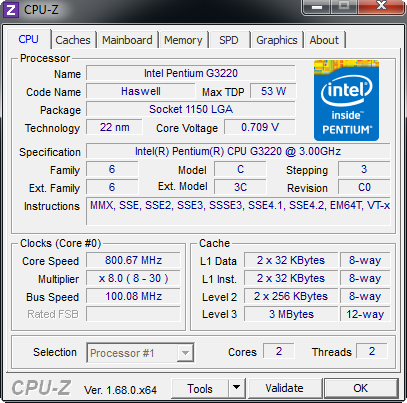 CPU-Z
CPU Caches Mainboard Memory SPD Graphics About
Processor
Name Intel Pentium G3220
Code Name Haswell Max TDP 53 W
Package Socket 1150 LGA
Technology 22 nm Core Voltage 0.709 V
intel inside™ PENTIUM®
Specification Intel(R) Pentium(R) CPU G3220 @ 3.00GHz
Family 6 Model C Stepping 3
Ext. Family 6 Ext. Model 3C Revision C0
Instructions MMX, SSE, SSE2, SSE3, SSSE3, SSE4.1, SSE4.2, EM64T, VT-x
Clocks (Core #0) Cache
Core Speed 800.67 MHz L1 Data 2 x 32 KBytes 8-way
Multiplier x 8.0 ( 8 - 30 ) L1 Inst. 2 x 32 KBytes 8-way
Bus Speed 100.08 MHz Level 2 2 x 256 KBytes 8-way
Rated FSB Level 3 3 MBytes 12-way
Selection Processor #1 Cores 2 Threads 2
CPU-Z Ver. 1.68.0.x64 Tools Validate OK